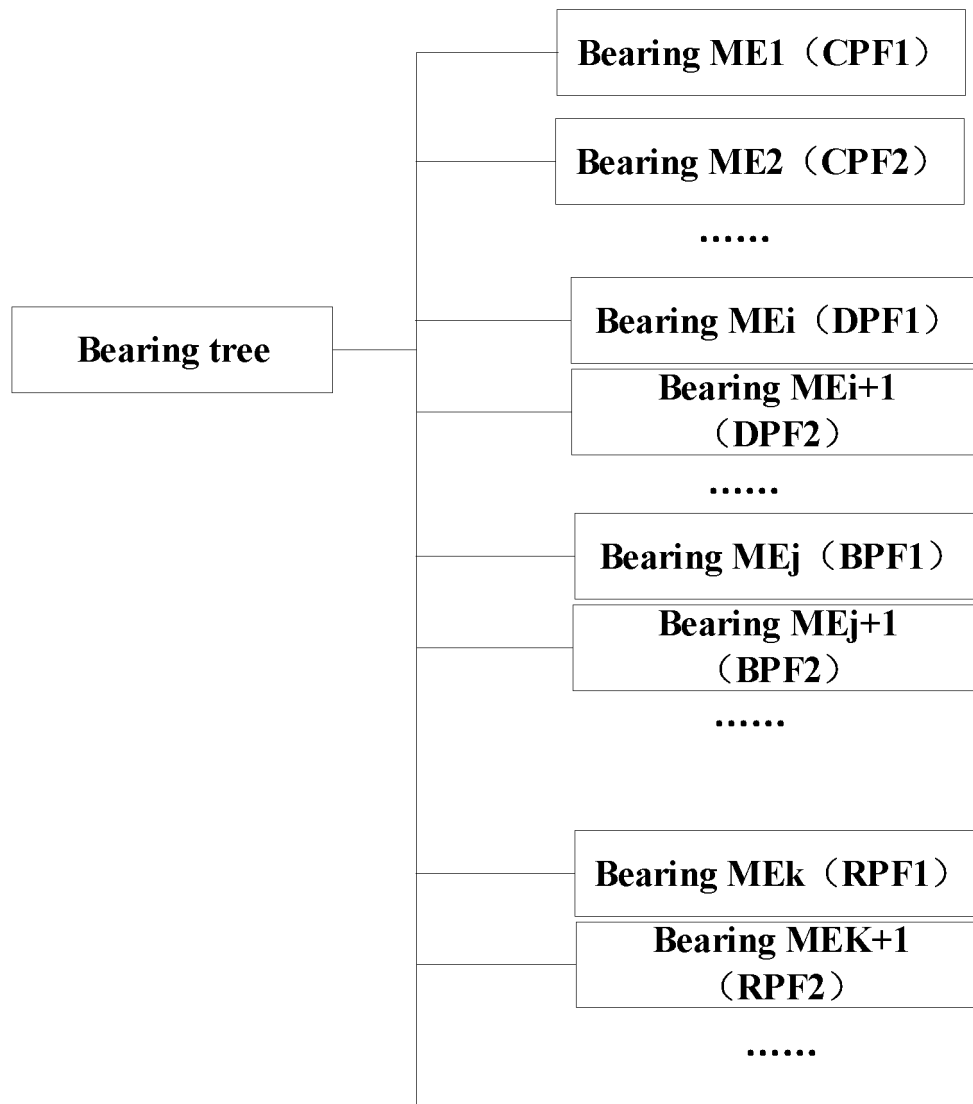 Bearing ME1（CPF1）
Bearing ME2（CPF2）
......
Bearing tree
Bearing MEi（DPF1）
Bearing MEi+1
（DPF2）
......
Bearing MEj（BPF1）
Bearing MEj+1
（BPF2）
......
Bearing MEk（RPF1）
Bearing MEK+1
（RPF2）
......